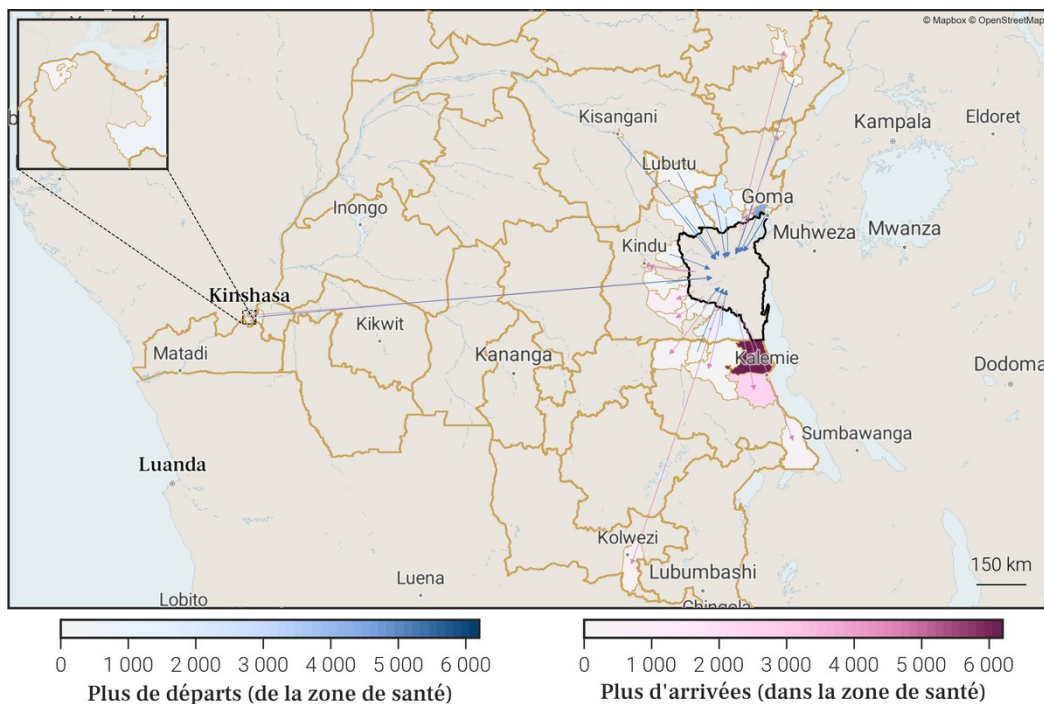 © Mapbox © OpenStreetMap
Kisangani
Kampala
Eldoret
Lubutu
Goma
Inongo
Muhweza
Mwanza
Kindu
Kinshasa
Kikwit
Matadi
Kananga
Kalemie
Dodoma
Sumbawanga
Luanda
Kolwezi
150 km
Luena
Lubumbashi
Lobito
Chingola
0 1 000 2 000 3 000 4 000 5 000 6 000
0 1 000 2 000 3 000 4 000 5 000 6 000
Plus de départs (de la zone de santé)
Plus d'arrivées (dans la zone de santé)